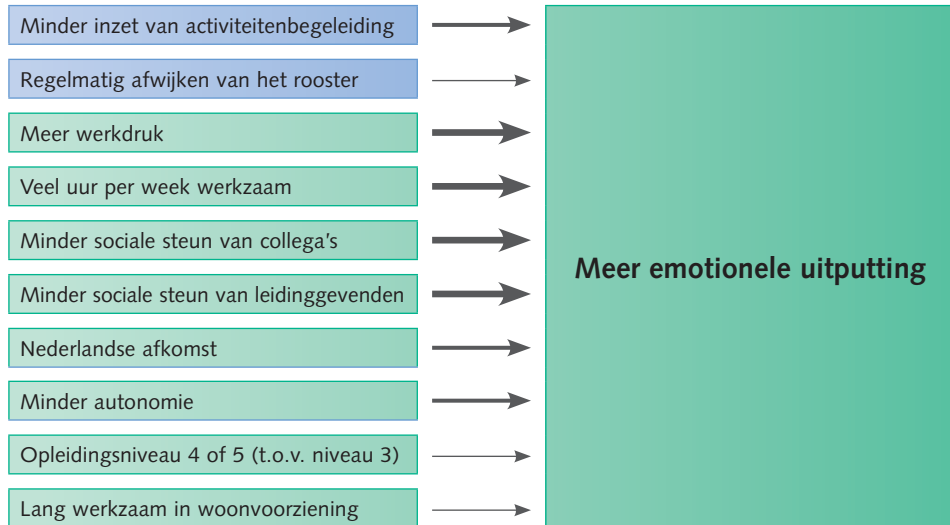 Minder inzet van activiteitenbegeleiding
Regelmatig afwijken van het rooster
Meer werkdruk
Veel uur per week werkzaam
Minder sociale steun van collega's
Minder sociale steun van leidinggevenden
Nederlandse afkomst
Minder autonomie
Opleidingsniveau 4 of 5 (t.o.v. niveau 3)
Lang werkzaam in woonvoorziening
Meer emotionele uitputting